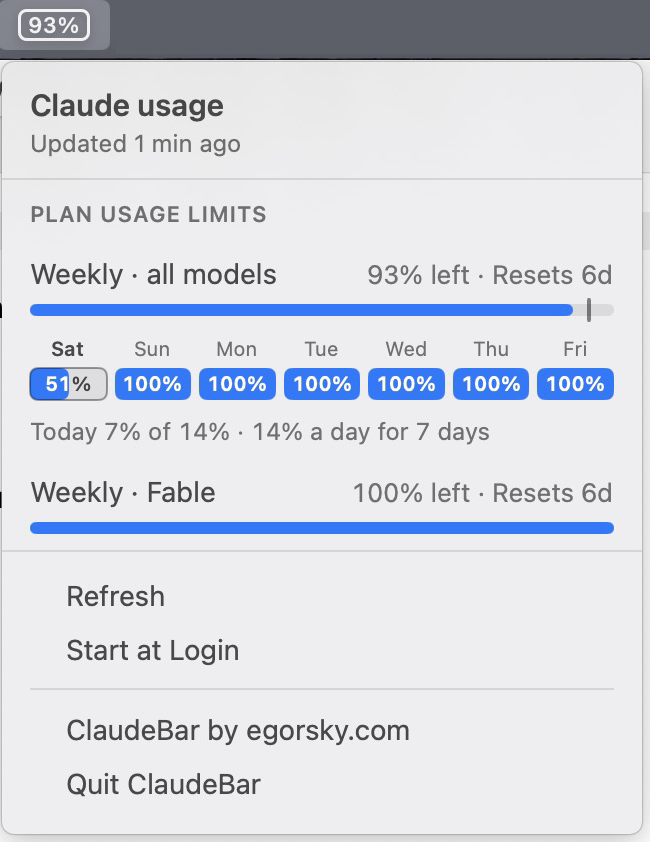 93%
Claude usage
Updated 1 min ago
PLAN USAGE LIMITS
Weekly · all models 93% left · Resets 6d
Sat Sun Mon Tue Wed Thu Fri
51% 100% 100% 100% 100% 100% 100%
Today 7% of 14% · 14% a day for 7 days
Weekly · Fable 100% left · Resets 6d
Refresh
Start at Login
ClaudeBar by egorsky.com
Quit ClaudeBar